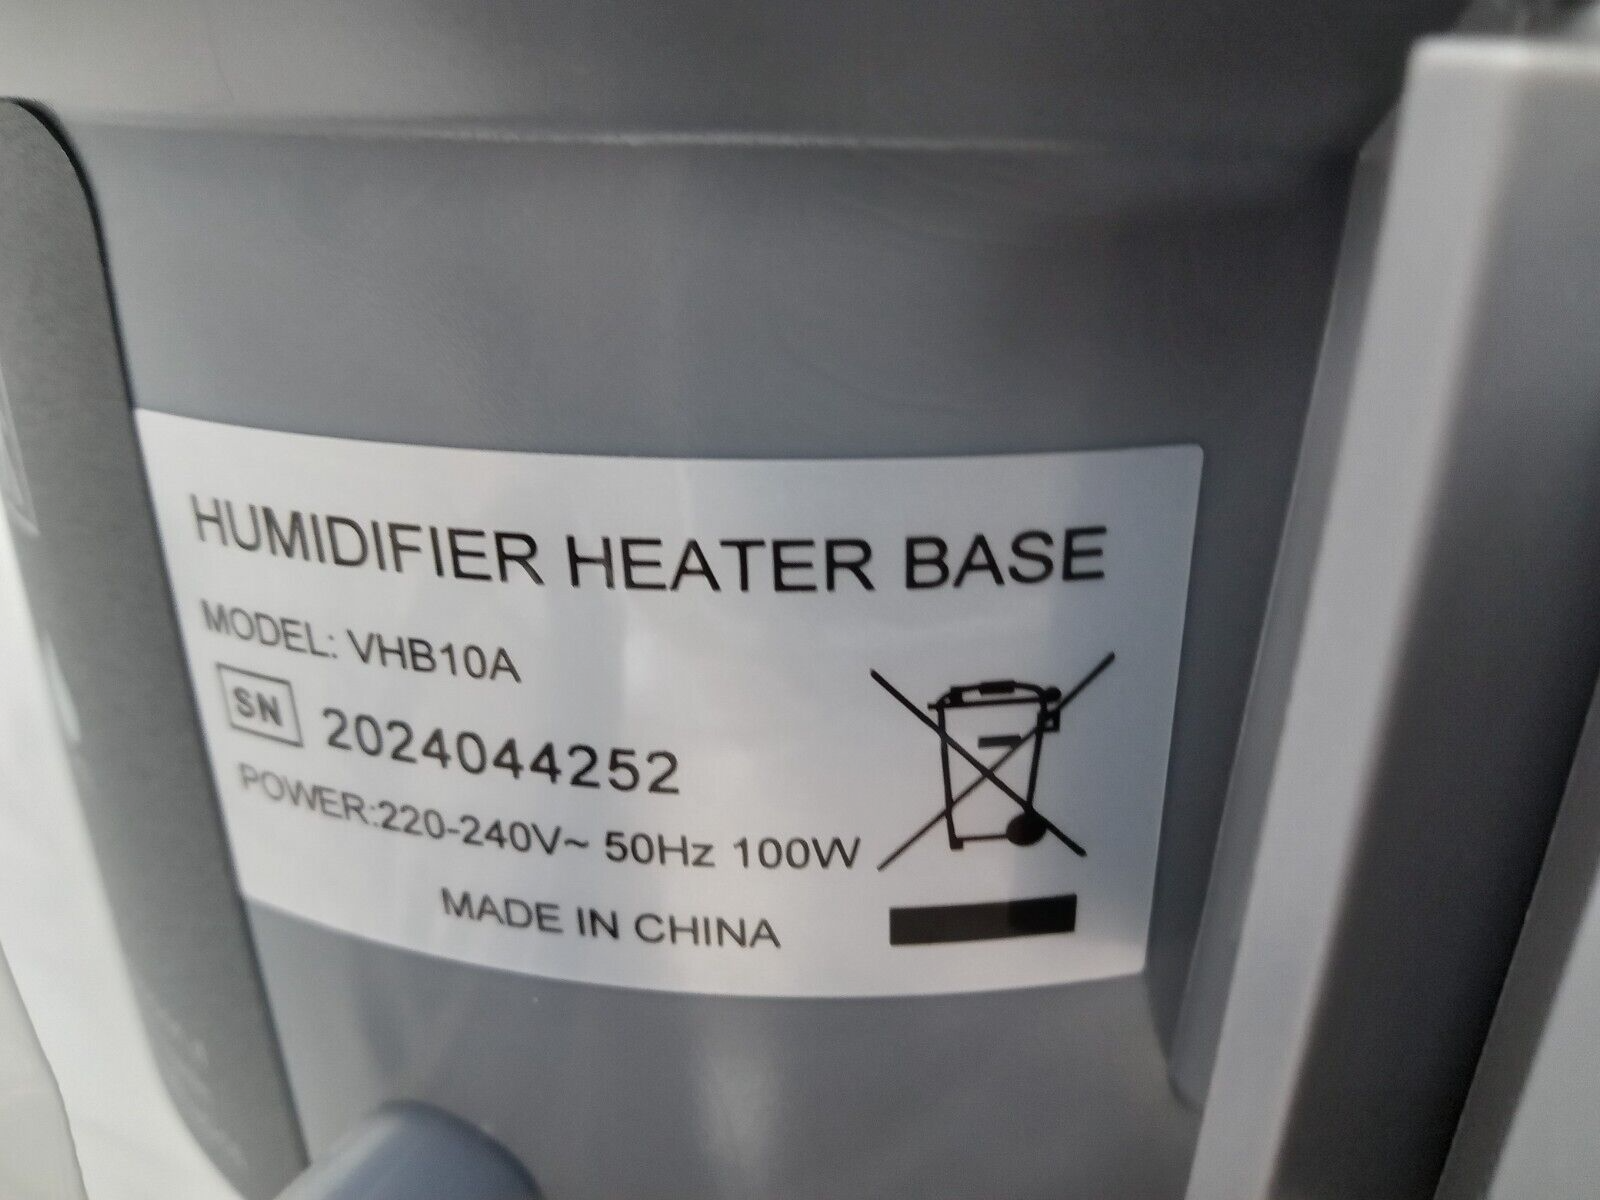 HUMIDIFIER HEATER BASE
MODEL: VHB10A
SN 2024044252
POWER:220-240V~ 50Hz 100W
MADE IN CHINA